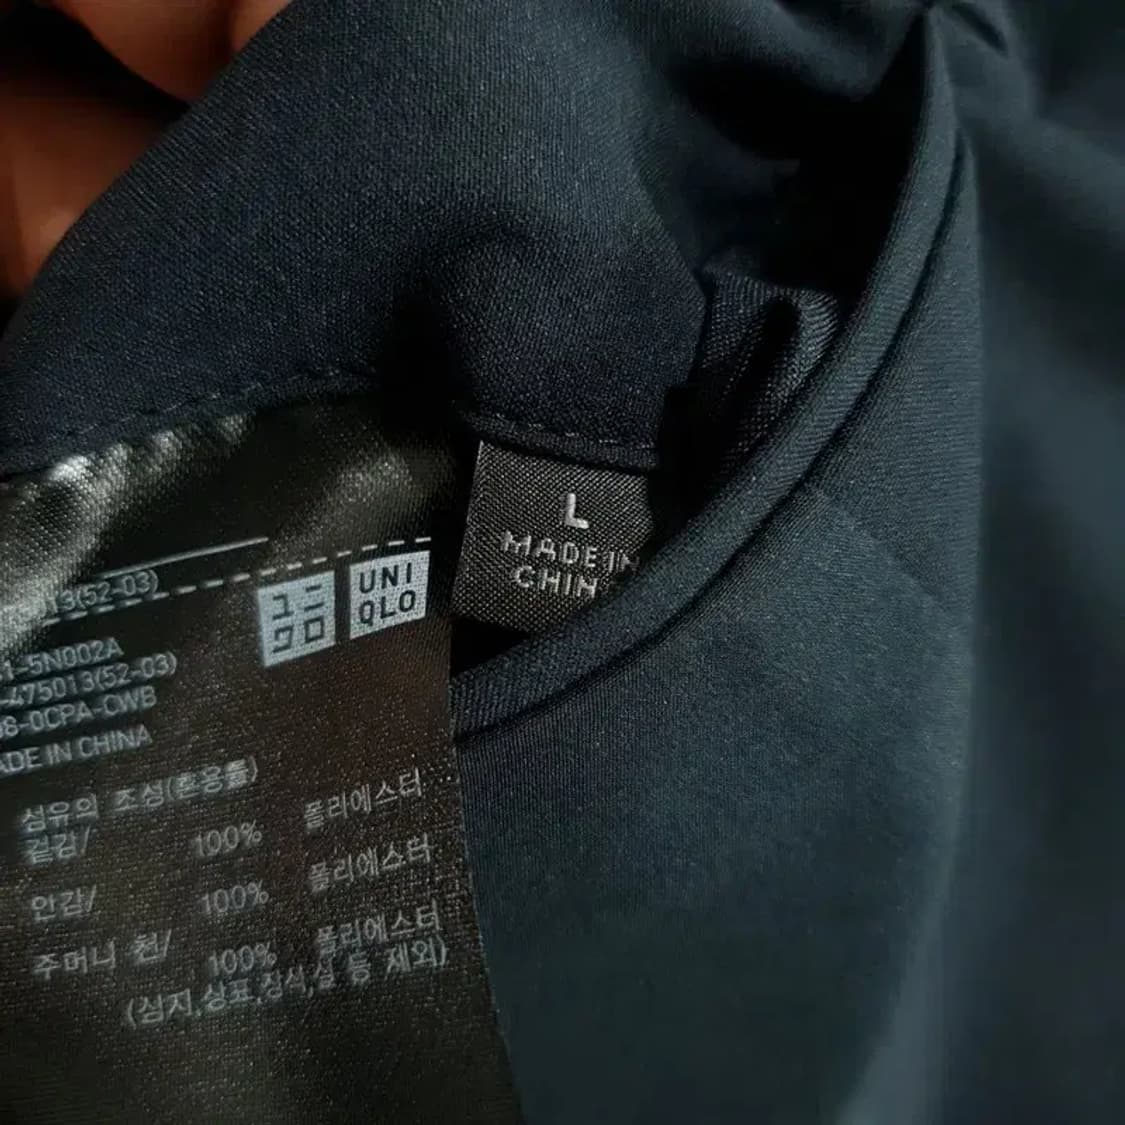 L
MADE IN
CHIN
13(52-03)
ユニ
クロ
UNI
QLO
1-5N002A
-475013(52-03)
08-0CPA-CWB
ADE IN CHINA
섬유의 조성(혼용률)
겉감/ 100% 폴리에스터
안감/ 100% 폴리에스터
주머니 천/ 100% 폴리에스터
(심지,상표,장식,실 등 제외)